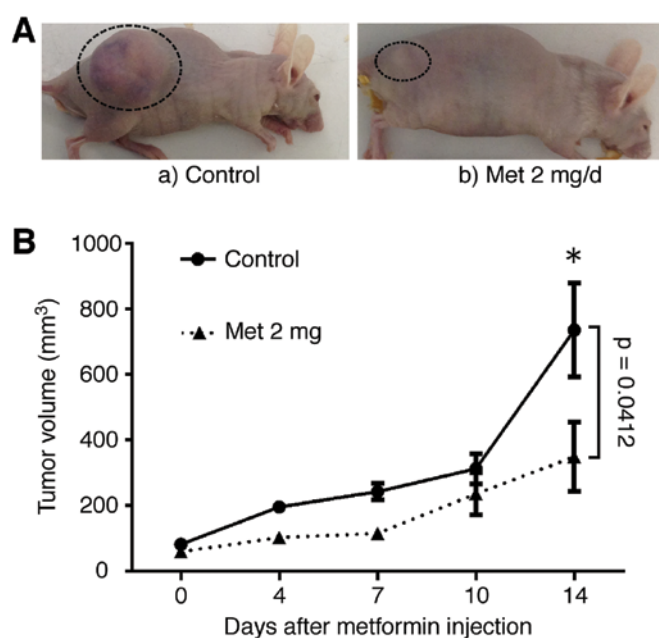 A
a) Control
b) Met 2 mg/d
B
1000
800
600
400
200
0
Tumor volume (mm³)
Control
Met 2 mg
*
p = 0.0412
0 4 7 10 14
Days after metformin injection